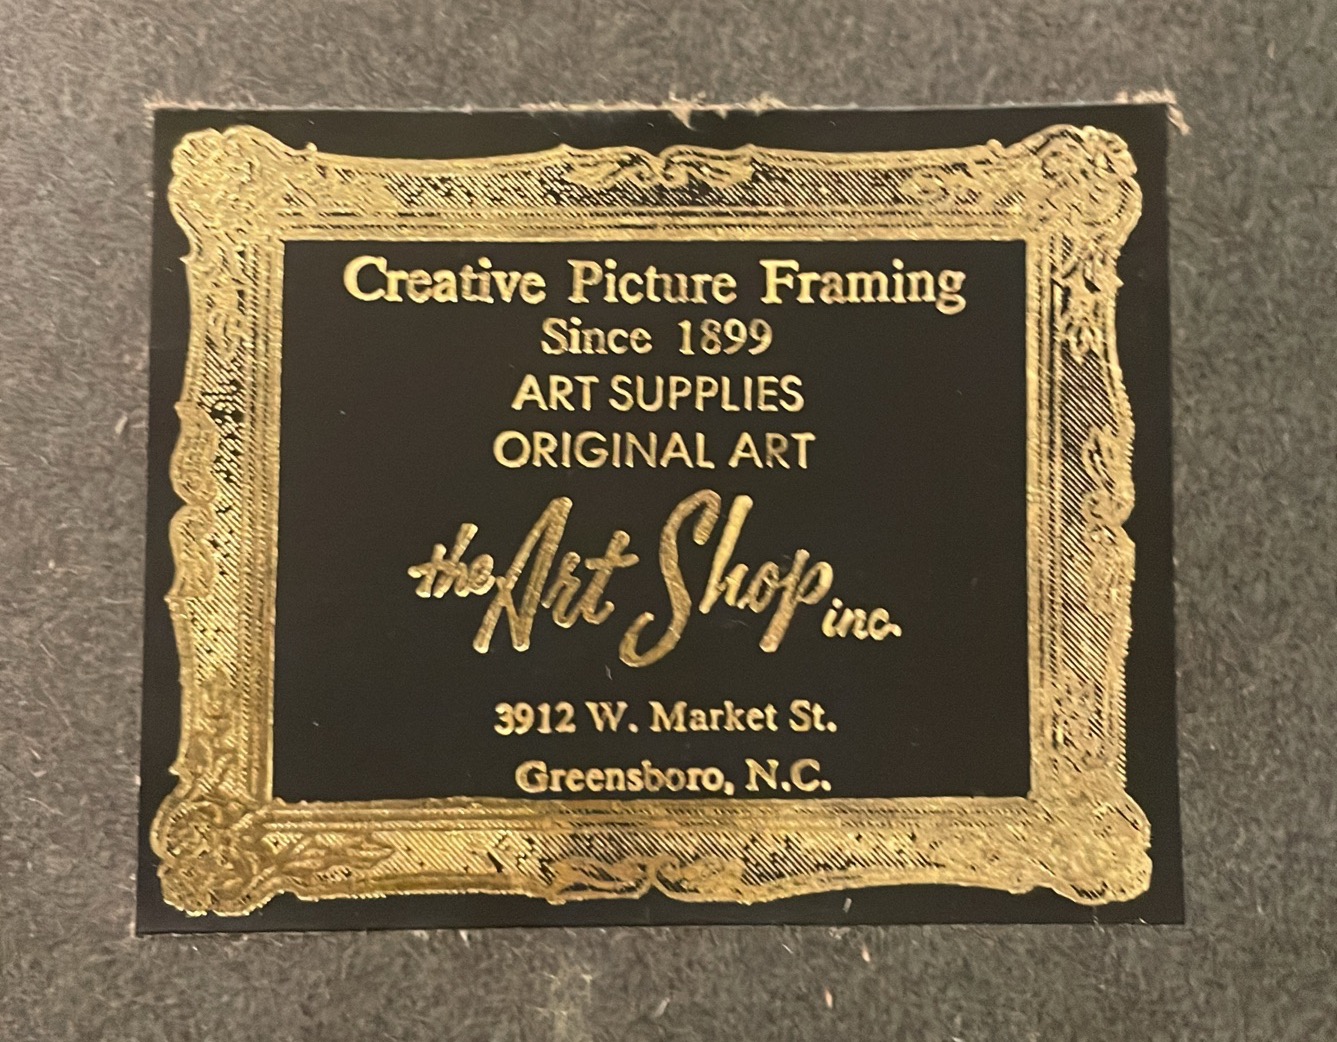 Creative Picture Framing
Since 1899
ART SUPPLIES
ORIGINAL ART
the Art Shop inc.
3912 W. Market St.
Greensboro, N.C.